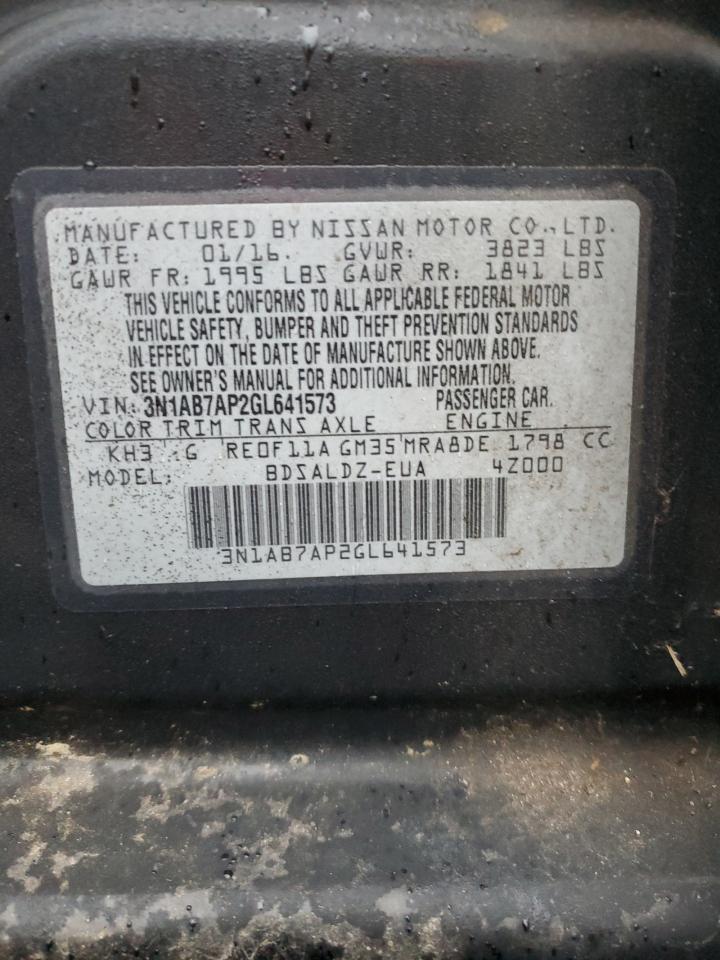 MANUFACTURED BY NISSAN MOTOR CO.,LTD.
DATE: 01/16. GVWR: 3823 LBS
GAWR FR: 1995 LBS GAWR RR: 1841 LBS
THIS VEHICLE CONFORMS TO ALL APPLICABLE FEDERAL MOTOR
VEHICLE SAFETY, BUMPER AND THEFT PREVENTION STANDARDS
IN EFFECT ON THE DATE OF MANUFACTURE SHOWN ABOVE.
SEE OWNER'S MANUAL FOR ADDITIONAL INFORMATION.
VIN: 3N1AB7AP2GL641573 PASSENGER CAR.
COLOR TRIM TRANS AXLE ENGINE
KH3 G RE0F11A GM35 MRA8DE 1798 CC
MODEL: BDSALDZ-EUA 4Z000
3N1AB7AP2GL641573